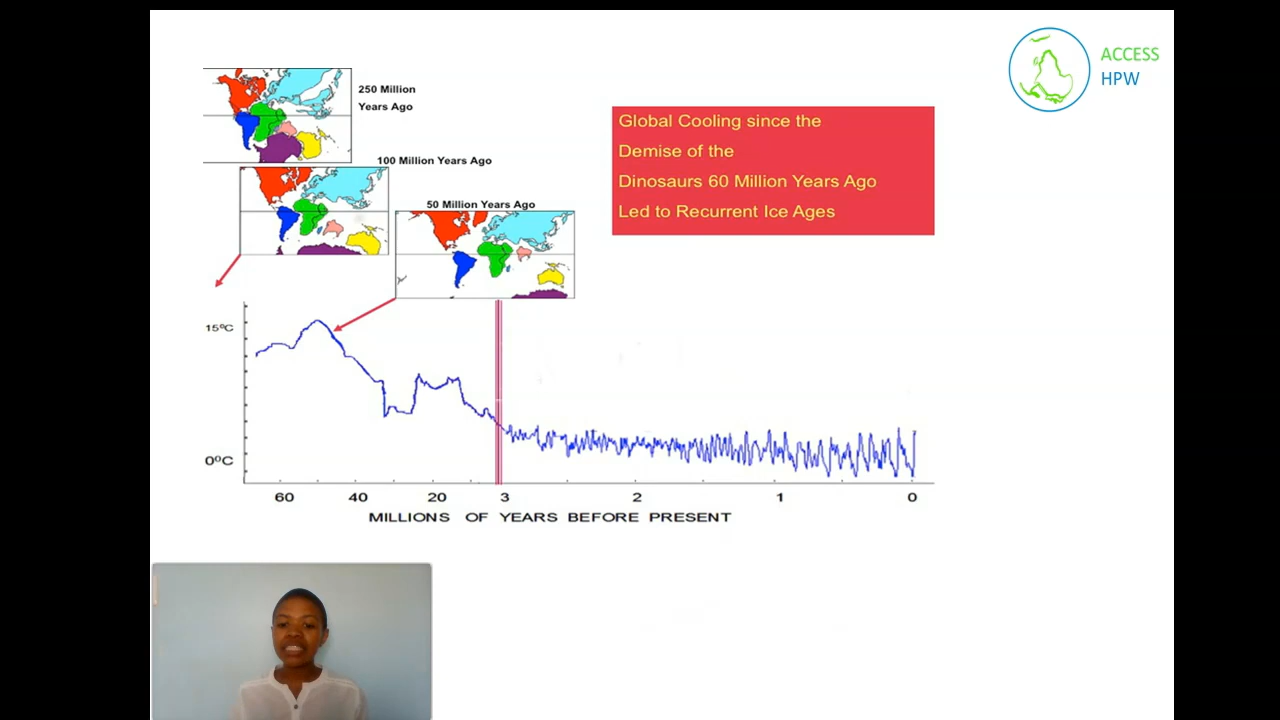 ACCESS
HPW
250 Million
Years Ago
100 Million Years Ago
50 Million Years Ago
Global Cooling since the
Demise of the
Dinosaurs 60 Million Years Ago
Led to Recurrent Ice Ages
15ºC
0ºC
60 40 20 3 2 1 0
MILLIONS OF YEARS BEFORE PRESENT